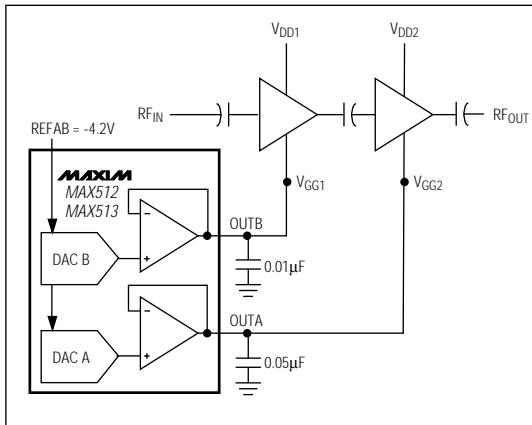 VDD1
VDD2
RFIN
RFOUT
REFAB = -4.2V
MAXIM
MAX512
MAX513
VGG1
VGG2
-
+
OUTB
DAC B
0.01µF
-
+
OUTA
DAC A
0.05µF